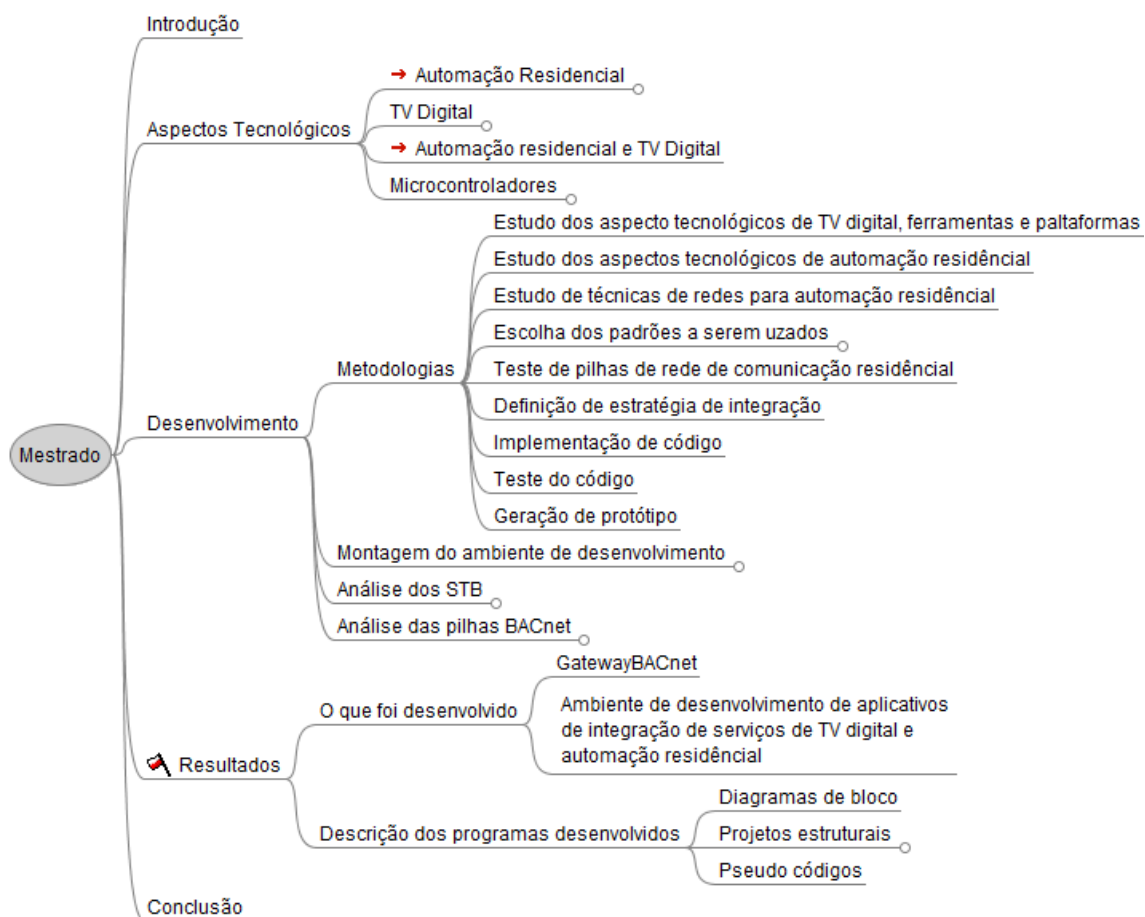 Introdução
Automação Residencial
TV Digital
Aspectos Tecnológicos
Automação residencial e TV Digital
Microcontroladores
Estudo dos aspecto tecnológicos de TV digital, ferramentas e paltaformas
Estudo dos aspectos tecnológicos de automação residêncial
Estudo de técnicas de redes para automação residêncial
Escolha dos padrões a serem uzados
Metodologias
Teste de pilhas de rede de comunicação residêncial
Definição de estratégia de integração
Desenvolvimento
Implementação de código
Mestrado
Teste do código
Geração de protótipo
Montagem do ambiente de desenvolvimento
Análise dos STB
Análise das pilhas BACnet
GatewayBACnet
O que foi desenvolvido
Ambiente de desenvolvimento de aplicativos
de integração de serviços de TV digital e
automação residêncial
Resultados
Diagramas de bloco
Descrição dos programas desenvolvidos
Projetos estruturais
Pseudo códigos
Conclusão